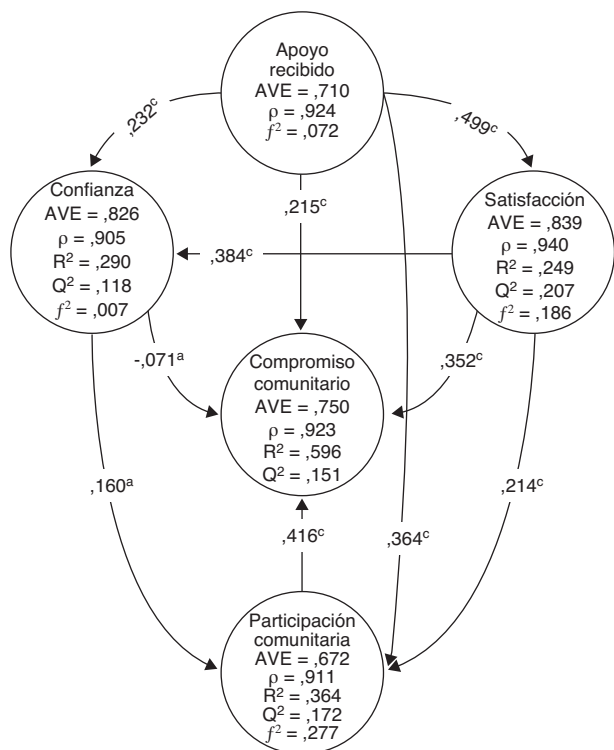 Apoyo
recibido
AVE = ,710
ρ = ,924
f² = ,072
,232ᶜ
,499ᶜ
Confianza
AVE = ,826
ρ = ,905
R² = ,290
Q² = ,118
f² = ,007
,215ᶜ
Satisfacción
AVE = ,839
ρ = ,940
R² = ,249
Q² = ,207
f² = ,186
,384ᶜ
-,071ᵃ
Compromiso
comunitario
AVE = ,750
ρ = ,923
R² = ,596
Q² = ,151
,352ᶜ
,160ᵃ
,416ᶜ
,364ᶜ
,214ᶜ
Participación
comunitaria
AVE = ,672
ρ = ,911
R² = ,364
Q² = ,172
f² = ,277